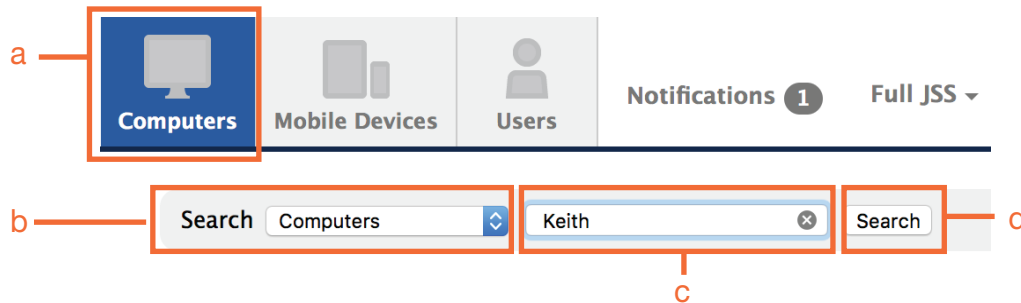 a
Computers
Mobile Devices
Users
Notifications 1
Full JSS
b
Search Computers
Keith
Search
d
c